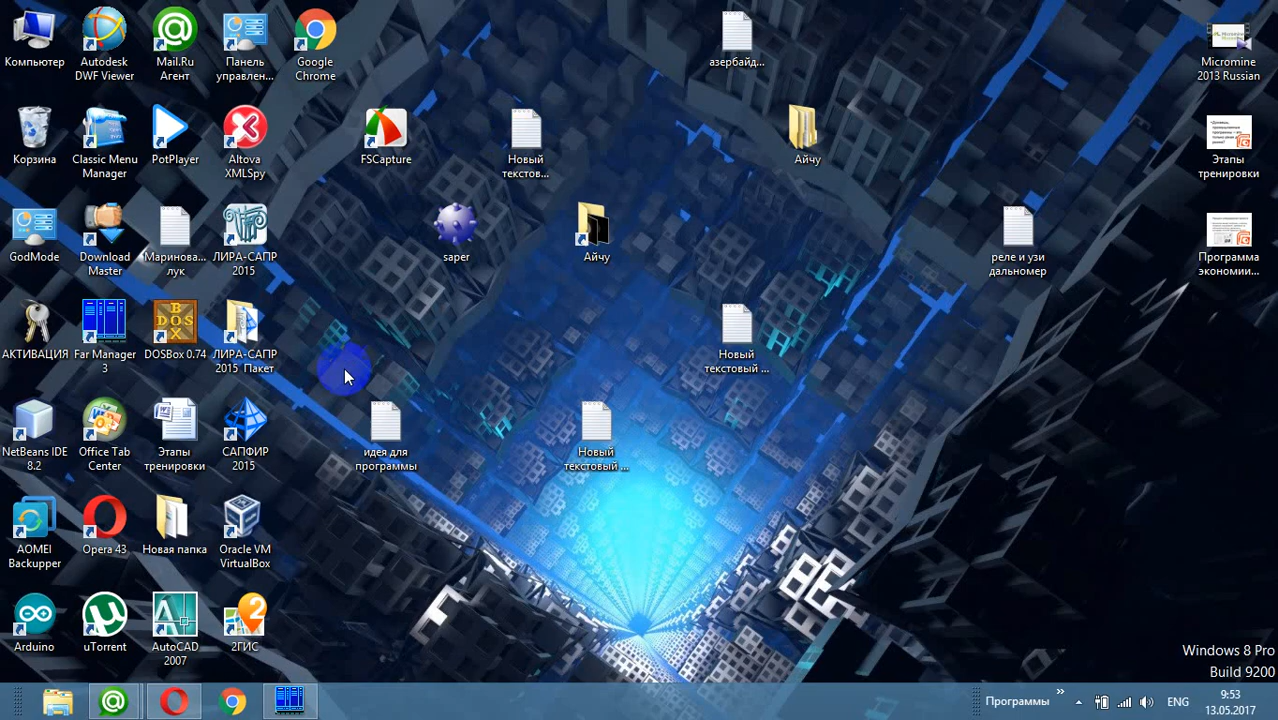 Компьютер
Autodesk
DWF Viewer
Mail.Ru
Агент
Панель
управлен...
Google
Chrome
азербайд...
Micromine
2013 Russian
Корзина
Classic Menu
Manager
PotPlayer
Altova
XMLSpy
FSCapture
Новый
текстов...
Айчу
Этапы
тренировки
GodMode
Download
Master
Маринова...
лук
ЛИРА-САПР
2015
saper
Айчу
реле и узи
дальномер
Программа
экономии...
АКТИВАЦИЯ
Far Manager
3
DOSBox 0.74
ЛИРА-САПР
2015 Пакет
Новый
текстовый ...
NetBeans IDE
8.2
Office Tab
Center
Этапы
тренировки
САПФИР
2015
идея для
программы
Новый
текстовый ...
AOMEI
Backupper
Opera 43
Новая папка
Oracle VM
VirtualBox
Arduino
uTorrent
AutoCAD
2007
2ГИС
Windows 8 Pro
Build 9200
Программы
ENG
9:53
13.05.2017